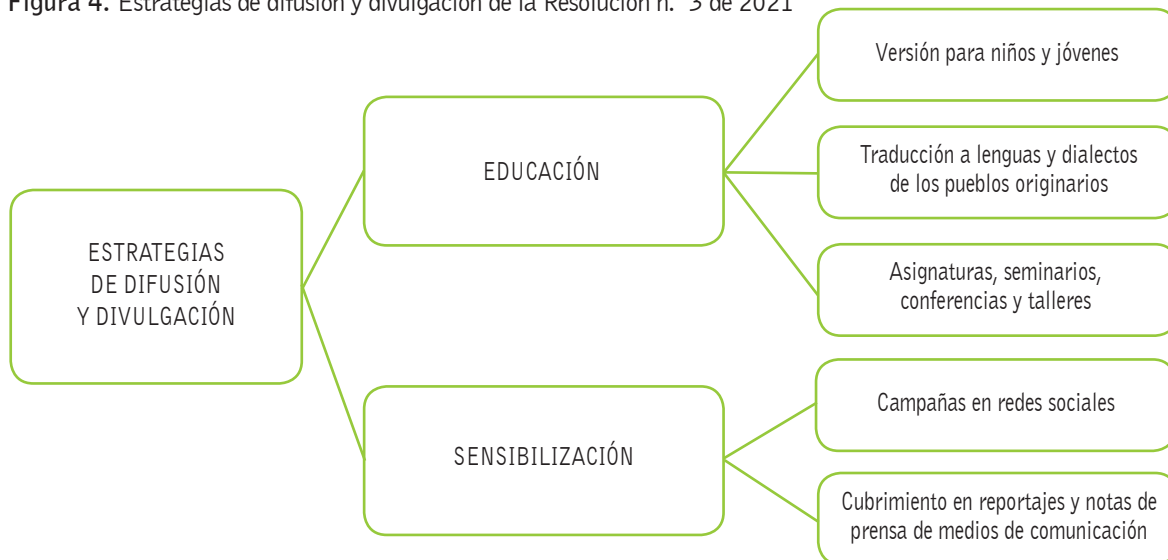 Figura 4. Estrategias de difusión y divulgación de la Resolución n.° 3 de 2021
ESTRATEGIAS
DE DIFUSIÓN
Y DIVULGACIÓN
EDUCACIÓN
Versión para niños y jóvenes
Traducción a lenguas y dialectos
de los pueblos originarios
Asignaturas, seminarios,
conferencias y talleres
SENSIBILIZACIÓN
Campañas en redes sociales
Cubrimiento en reportajes y notas de
prensa de medios de comunicación